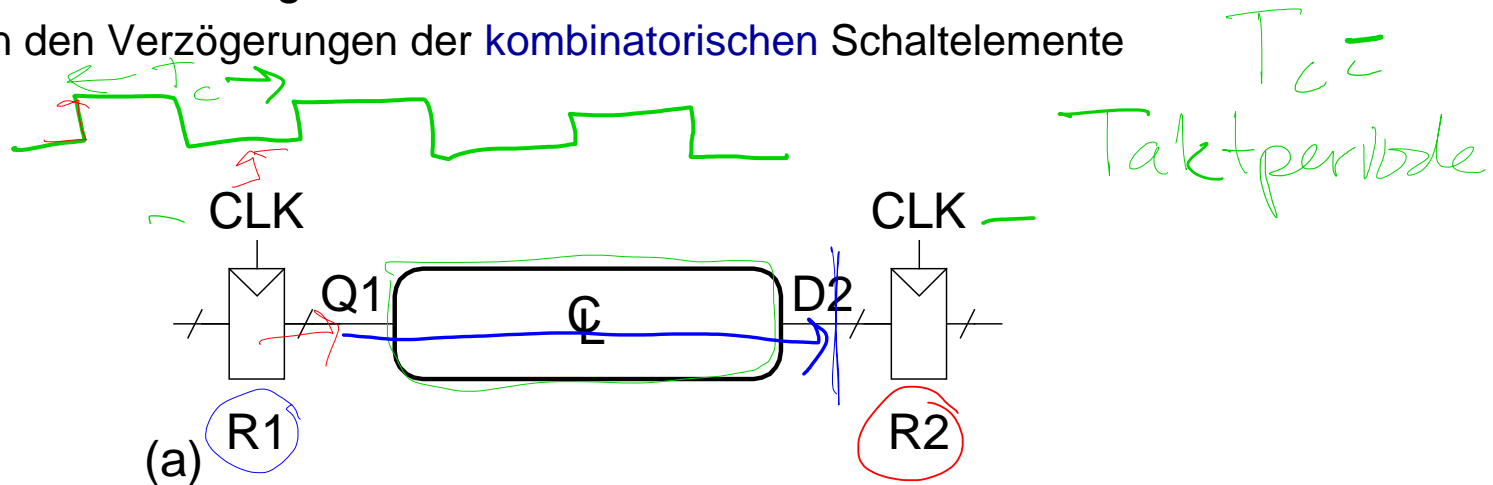 n den Verzögerungen der kombinatorischen Schaltelemente
Tc =
Taktperiode
Tc
CLK CLK
Q1 CL D2
R1 R2
(a)